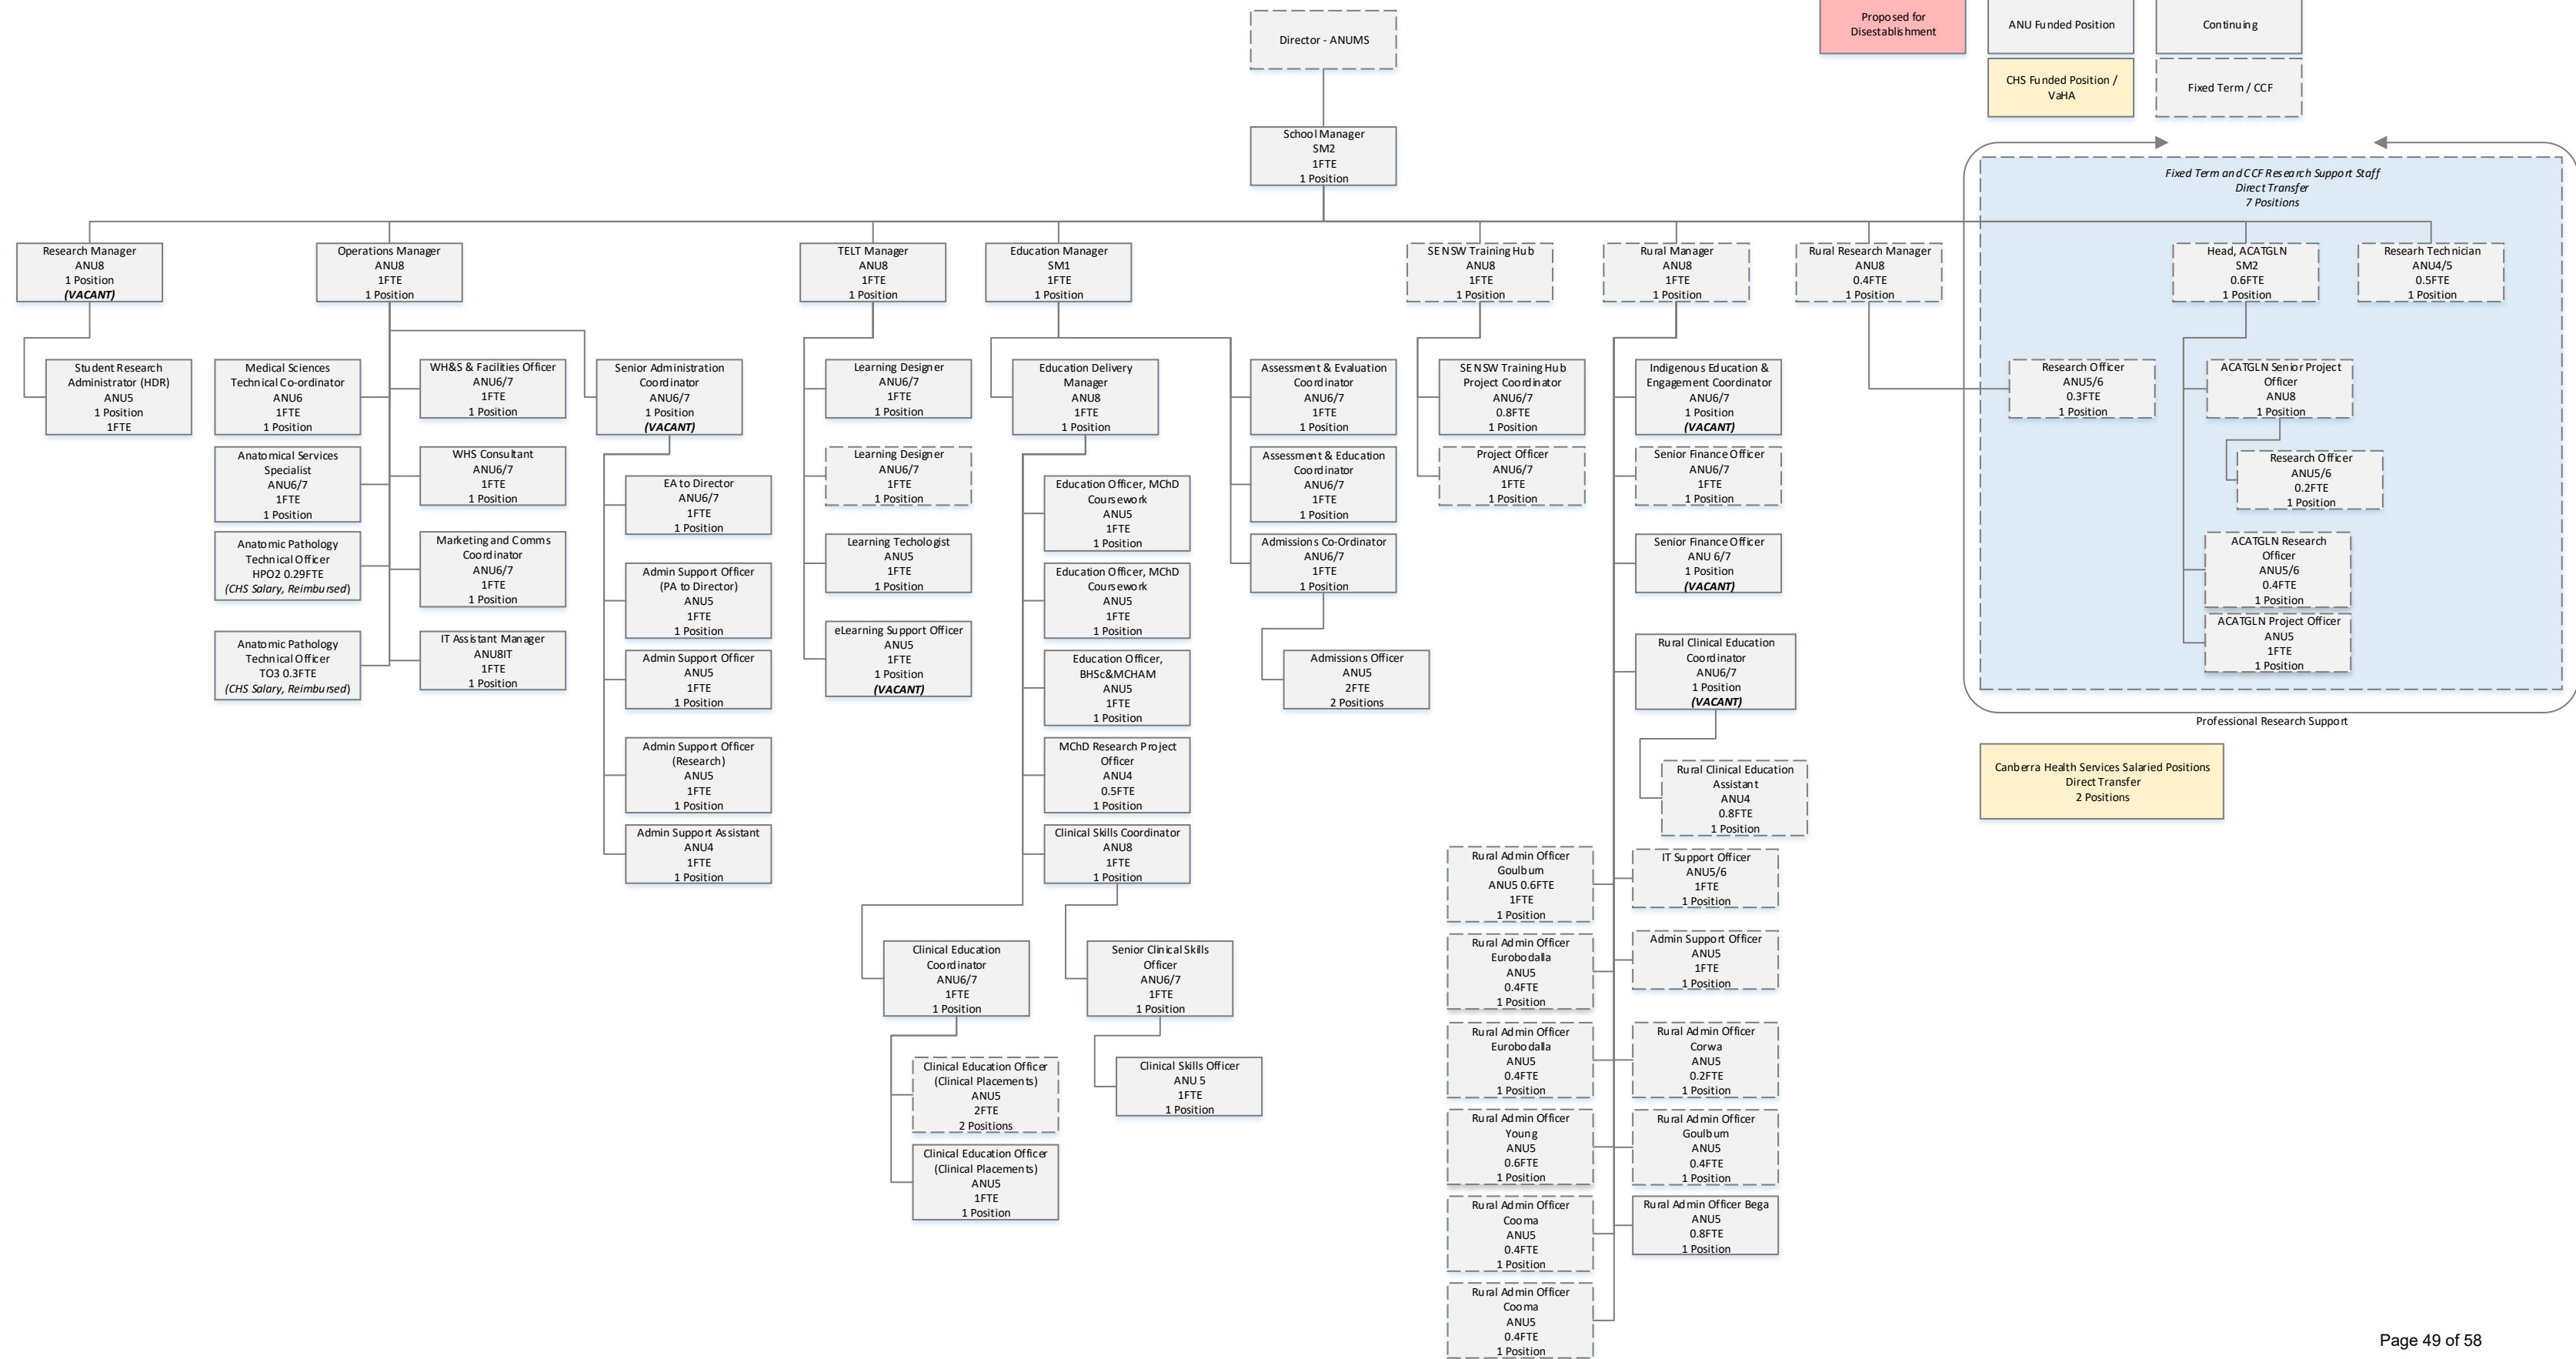 Director - ANUMS
Proposed for
Disestablishment
ANU Funded Position
Continuing
CHS Funded Position /
VaHA
Fixed Term / CCF
School Manager
SM2
1FTE
1 Position
Fixed Term and CCF Research Support Staff
Direct Transfer
7 Positions
Research Manager
ANU8
1 Position
(VACANT)
Operations Manager
ANU8
1FTE
1 Position
TELT Manager
ANU8
1FTE
1 Position
Education Manager
SM1
1FTE
1 Position
SENSW Training Hub
ANU8
1FTE
1 Position
Rural Manager
ANU8
1FTE
1 Position
Rural Research Manager
ANU8
0.4FTE
1 Position
Head, ACATGLN
SM2
0.6FTE
1 Position
Researh Technician
ANU4/5
0.5FTE
1 Position
Student Research
Administrator (HDR)
ANU5
1 Position
1FTE
Medical Sciences
Technical Co-ordinator
ANU6
1FTE
1 Position
Anatomical Services
Specialist
ANU6/7
1FTE
1 Position
Anatomic Pathology
Technical Officer
HPO2 0.29FTE
(CHS Salary, Reimbursed)
Anatomic Pathology
Technical Officer
TO3 0.3FTE
(CHS Salary, Reimbursed)
WH&S & Facilities Officer
ANU6/7
1FTE
1 Position
WHS Consultant
ANU6/7
1FTE
1 Position
Marketing and Comms
Coordinator
ANU6/7
1FTE
1 Position
IT Assistant Manager
ANU8IT
1FTE
1 Position
Senior Administration
Coordinator
ANU6/7
1 Position
(VACANT)
EA to Director
ANU6/7
1FTE
1 Position
Admin Support Officer
(PA to Director)
ANU5
1FTE
1 Position
Admin Support Officer
ANU5
1FTE
1 Position
Admin Support Officer
(Research)
ANU5
1FTE
1 Position
Admin Support Assistant
ANU4
1FTE
1 Position
Learning Designer
ANU6/7
1FTE
1 Position
Learning Designer
ANU6/7
1FTE
1 Position
Learning Techologist
ANU5
1FTE
1 Position
eLearning Support Officer
ANU5
1FTE
1 Position
(VACANT)
Education Delivery
Manager
ANU8
1FTE
1 Position
Education Officer, MChD
Coursework
ANU5
1FTE
1 Position
Education Officer, MChD
Coursework
ANU5
1FTE
1 Position
Education Officer,
BHSc&MCHAM
ANU5
1FTE
1 Position
MChD Research Project
Officer
ANU4
0.5FTE
1 Position
Clinical Skills Coordinator
ANU8
1FTE
1 Position
Clinical Education
Coordinator
ANU6/7
1FTE
1 Position
Clinical Education Officer
(Clinical Placements)
ANU5
2FTE
2 Positions
Clinical Education Officer
(Clinical Placements)
ANU5
1FTE
1 Position
Senior Clinical Skills
Officer
ANU6/7
1FTE
1 Position
Clinical Skills Officer
ANU 5
1FTE
1 Position
Assessment & Evaluation
Coordinator
ANU6/7
1FTE
1 Position
Assessment & Education
Coordinator
ANU6/7
1FTE
1 Position
Admissions Co-Ordinator
ANU6/7
1FTE
1 Position
Admissions Officer
ANU5
2FTE
2 Positions
SENSW Training Hub
Project Coordinator
ANU6/7
0.8FTE
1 Position
Project Officer
ANU6/7
1FTE
1 Position
Indigenous Education &
Engagement Coordinator
ANU6/7
1 Position
(VACANT)
Senior Finance Officer
ANU6/7
1FTE
1 Position
Senior Finance Officer
ANU 6/7
1 Position
(VACANT)
Rural Clinical Education
Coordinator
ANU6/7
1 Position
(VACANT)
Rural Clinical Education
Assistant
ANU4
0.8FTE
1 Position
Rural Admin Officer
Goulburn
ANU5 0.6FTE
1FTE
1 Position
IT Support Officer
ANU5/6
1FTE
1 Position
Rural Admin Officer
Eurobodalla
ANU5
0.4FTE
1 Position
Admin Support Officer
ANU5
1FTE
1 Position
Rural Admin Officer
Eurobodalla
ANU5
0.4FTE
1 Position
Rural Admin Officer
Corwa
ANU5
0.2FTE
1 Position
Rural Admin Officer
Young
ANU5
0.6FTE
1 Position
Rural Admin Officer
Goulburn
ANU5
0.4FTE
1 Position
Rural Admin Officer
Cooma
ANU5
0.4FTE
1 Position
Rural Admin Officer Bega
ANU5
0.8FTE
1 Position
Rural Admin Officer
Cooma
ANU5
0.4FTE
1 Position
Research Officer
ANU5/6
0.3FTE
1 Position
ACATGLN Senior Project
Officer
ANU8
1 Position
Research Officer
ANU5/6
0.2FTE
1 Position
ACATGLN Research
Officer
ANU5/6
0.4FTE
1 Position
ACATGLN Project Officer
ANU5
1FTE
1 Position
Professional Research Support
Canberra Health Services Salaried Positions
Direct Transfer
2 Positions
Page 49 of 58